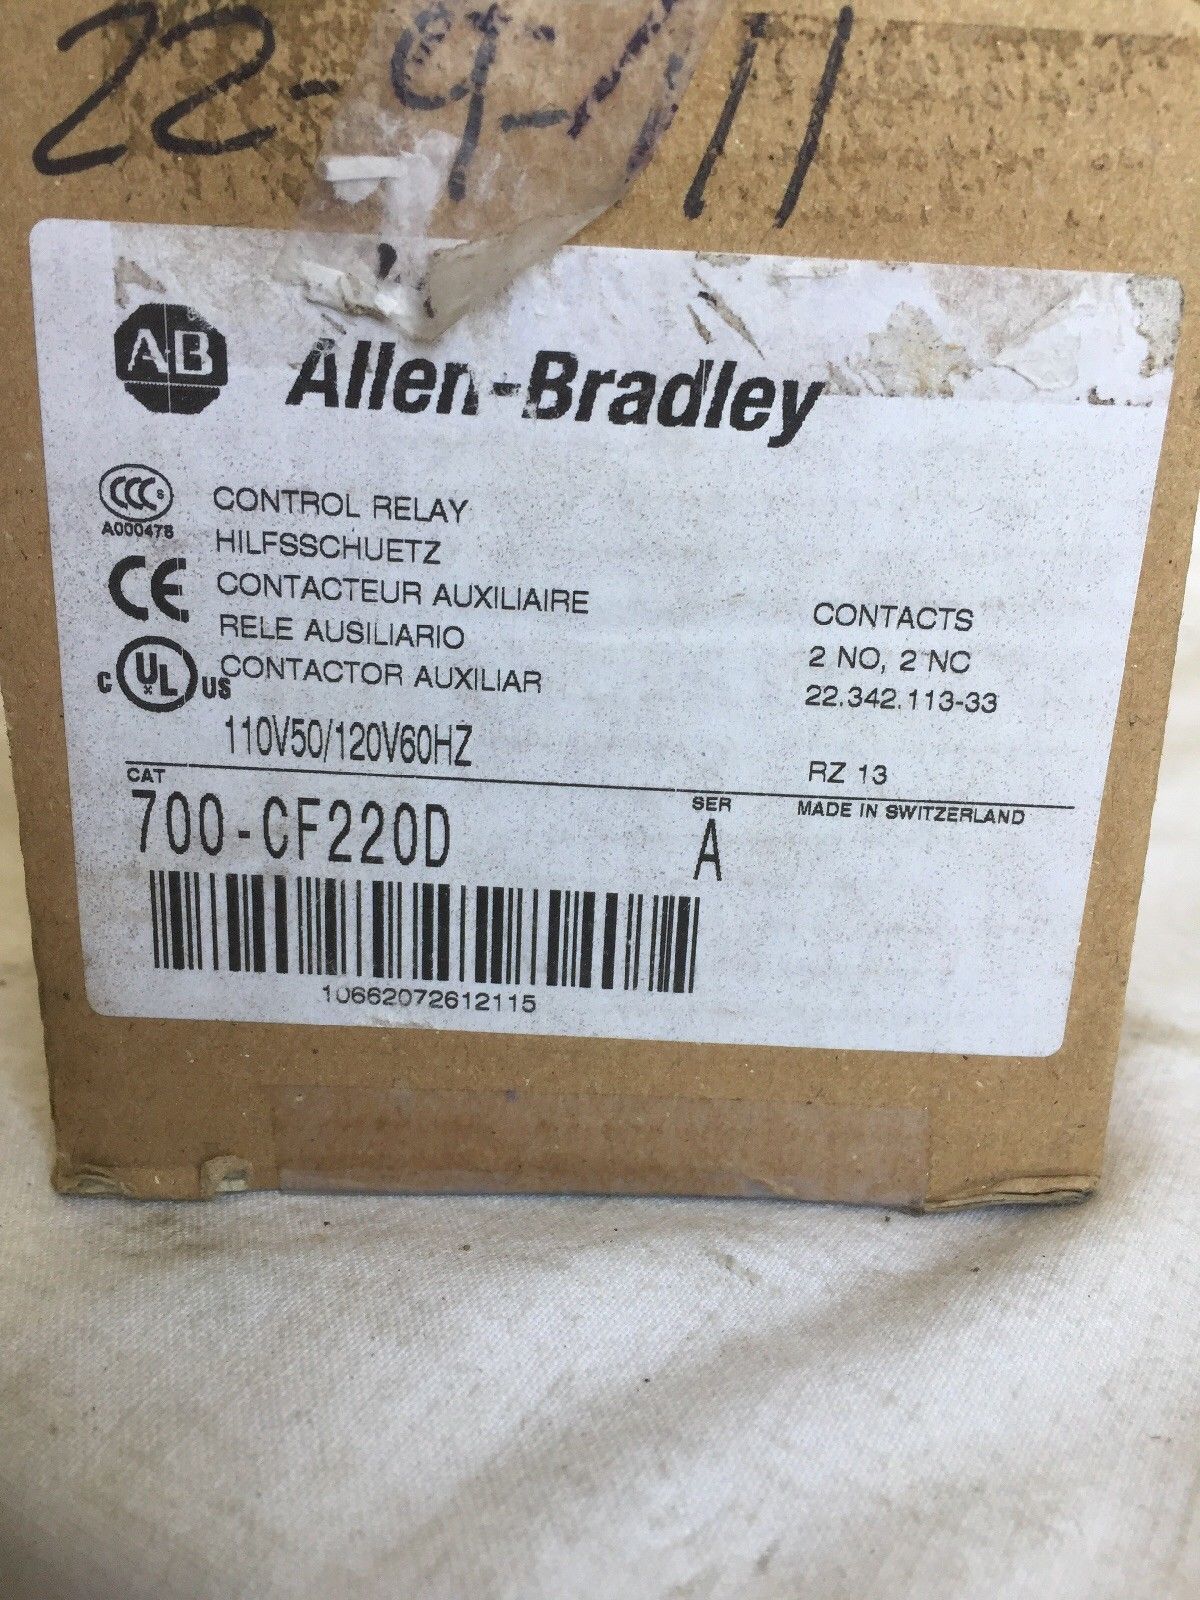 22-9-11
AB Allen-Bradley
CCC S
A000478
CONTROL RELAY
HILFSSCHUETZ
CE
CONTACTEUR AUXILIAIRE
RELE AUSILIARIO
C UL US
CONTACTOR AUXILIAR
110V50/120V60HZ
CONTACTS
2 NO, 2 NC
22.342.113-33
RZ 13
CAT
700-CF220D
SER
A
MADE IN SWITZERLAND
10662072612115